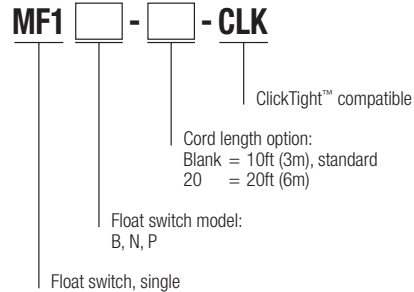 MF1 - - CLK
ClickTight™ compatible
Cord length option:
Blank = 10ft (3m), standard
20 = 20ft (6m)
Float switch model:
B, N, P
Float switch, single